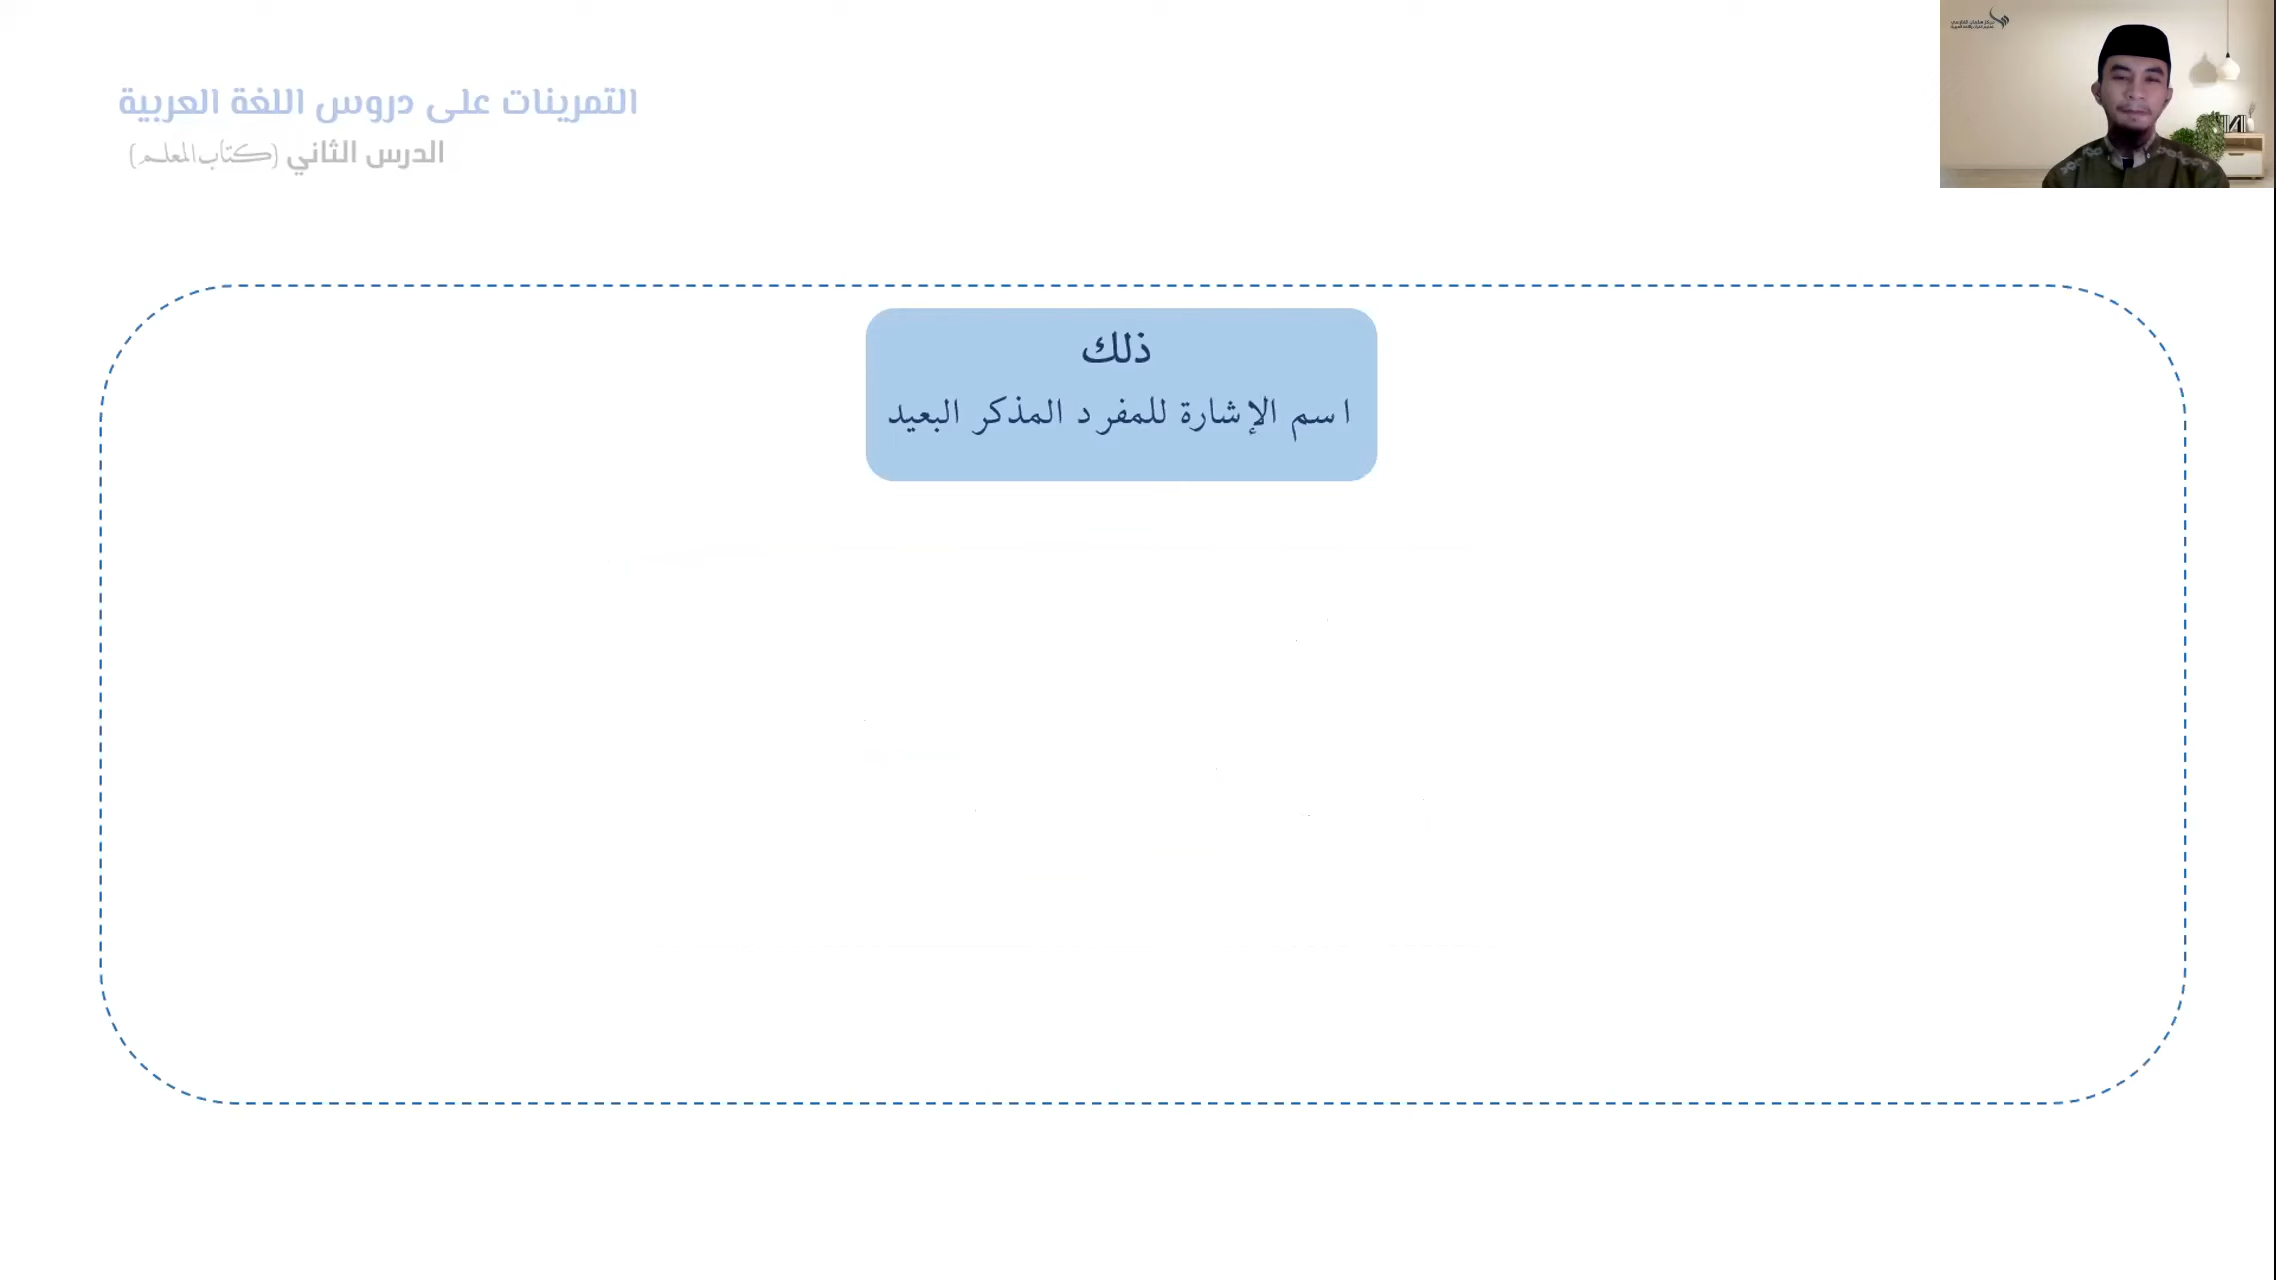 التمرينات على دروس اللغة العربية
الدرس الثاني (كتاب المعلم)
ذلك
اسم الإشارة للمفرد المذكر البعيد